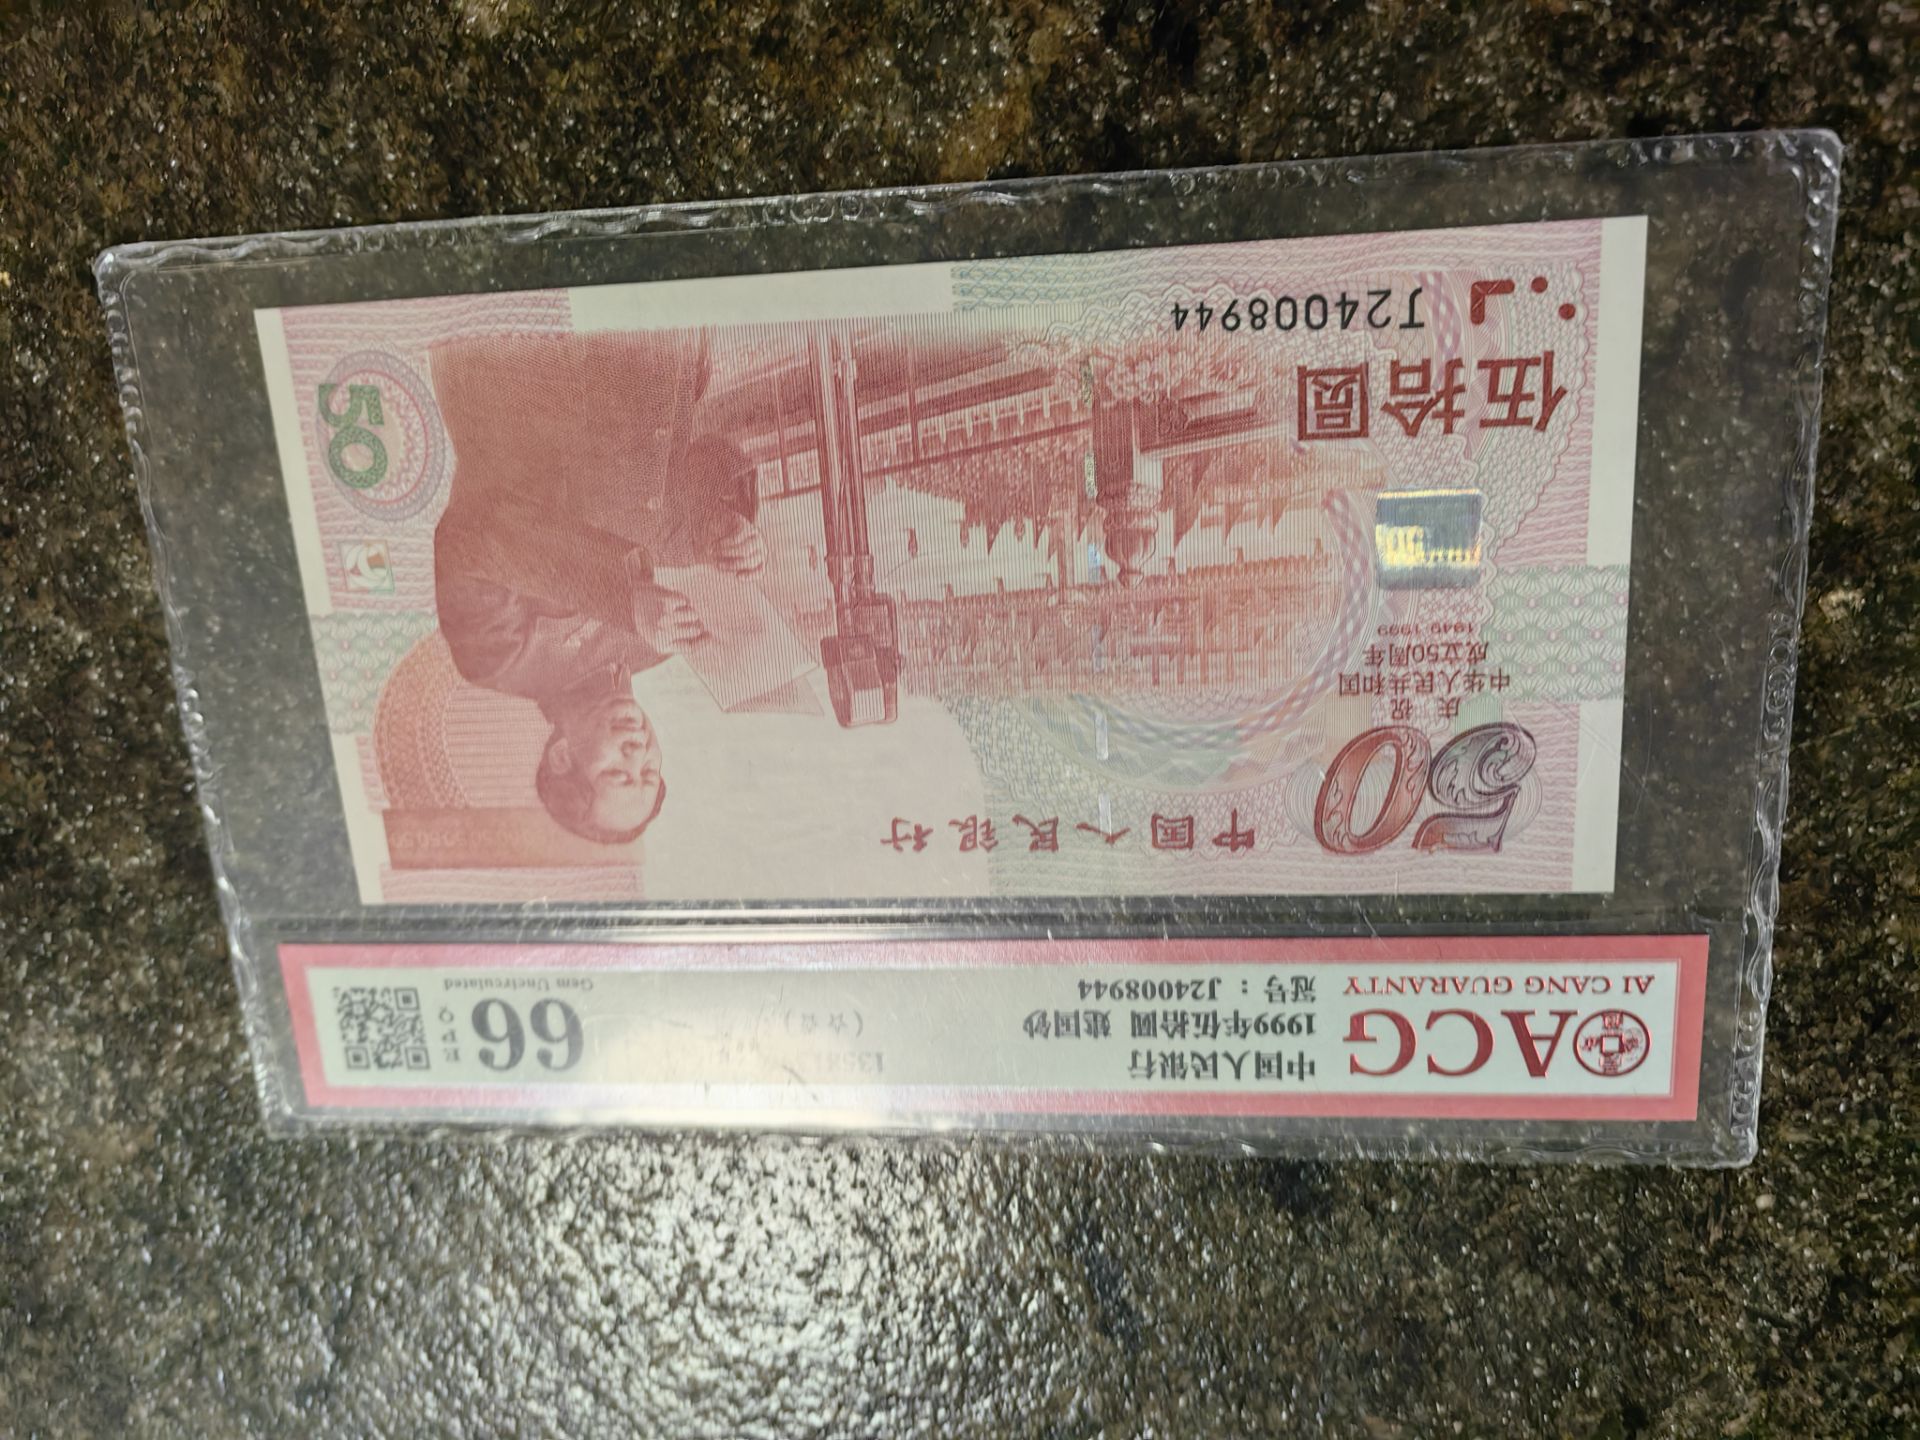 ACG
AI CANG GUARANTY
中国人民银行
1999年伍拾圆 建国钞
冠号：J24008944
(☆☆)
66
EPQ
Gem Uncirculated
50
中国人民银行
庆祝
中华人民共和国
成立50周年
1949-1999
伍拾圆
J24008944
50